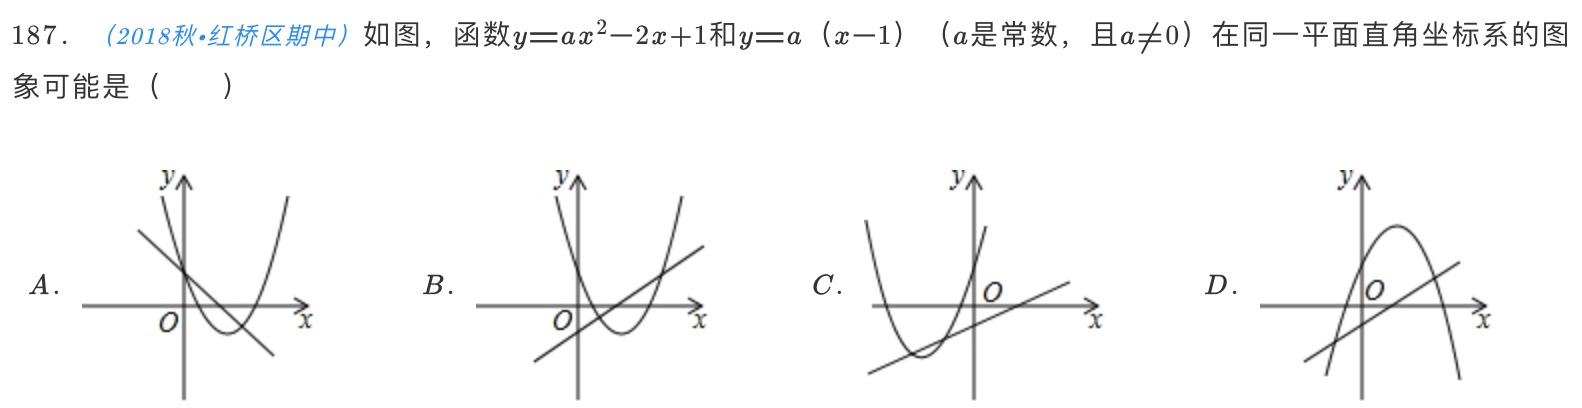 187. (2018秋•红桥区期中) 如图，函数y=ax²−2x+1和y=a（x−1）（a是常数，且a≠0）在同一平面直角坐标系的图
象可能是（　　）
A.
y
O
x
B.
y
O
x
C.
y
O
x
D.
y
O
x